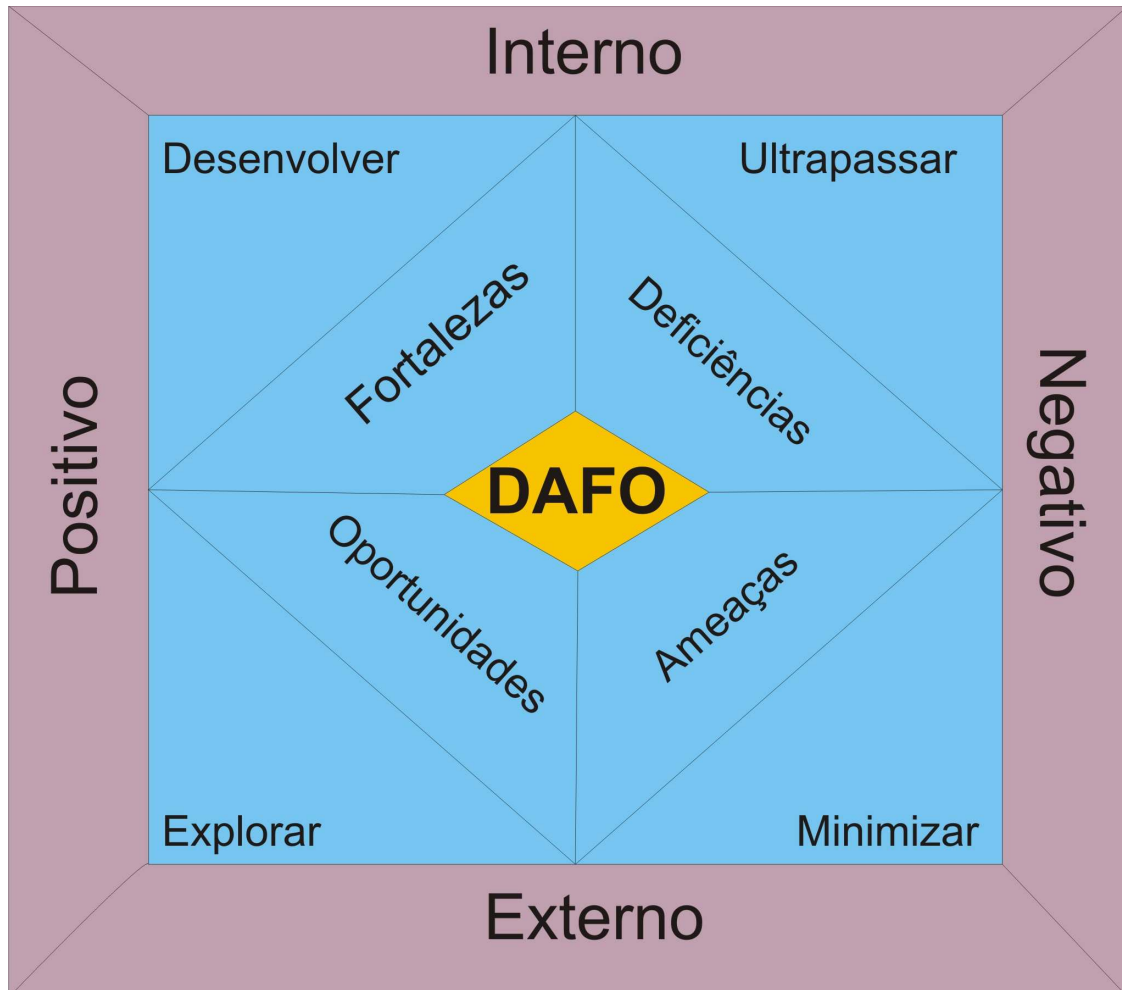 Interno
Desenvolver
Ultrapassar
Fortalezas
Deficiências
Positivo
DAFO
Negativo
Oportunidades
Ameaças
Explorar
Minimizar
Externo